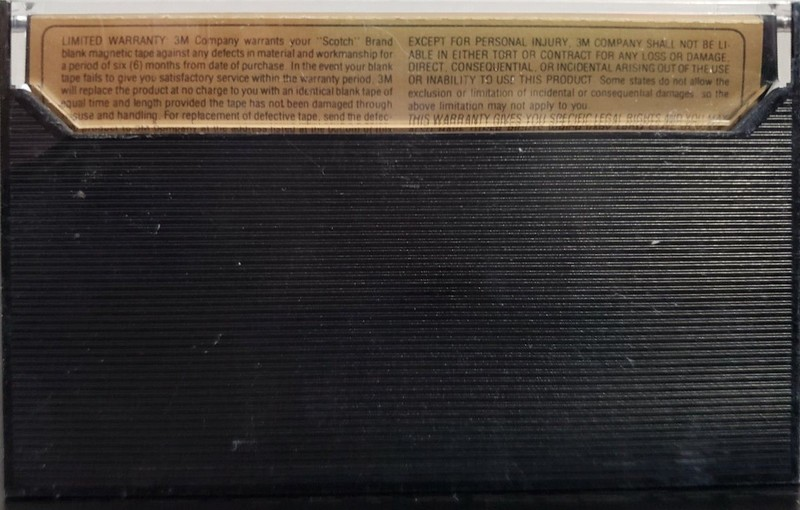 LIMITED WARRANTY: 3M Company warrants your "Scotch" Brand
blank magnetic tape against any defects in material and workmanship for
a period of six (6) months from date of purchase. In the event your blank
tape fails to give you satisfactory service within the warranty period, 3M
will replace the product at no charge to you with an identical blank tape of
equal time and length provided the tape has not been damaged through
and handling. For replacement of defective tape, send the defec
EXCEPT FOR PERSONAL INJURY, 3M COMPANY SHALL NOT BE LI-
ABLE IN EITHER TORT OR CONTRACT FOR ANY LOSS OR DAMAGE,
DIRECT, CONSEQUENTIAL, OR INCIDENTAL ARISING OUT OF THE USE
OR INABILITY TO USE THIS PRODUCT. Some states do not allow the
exclusion or limitation of incidental or consequential damages, so the
above limitation may not apply to you.
THIS WARRANTY GIVES YOU SPECIFIC LEGAL RIGHTS AND YOU